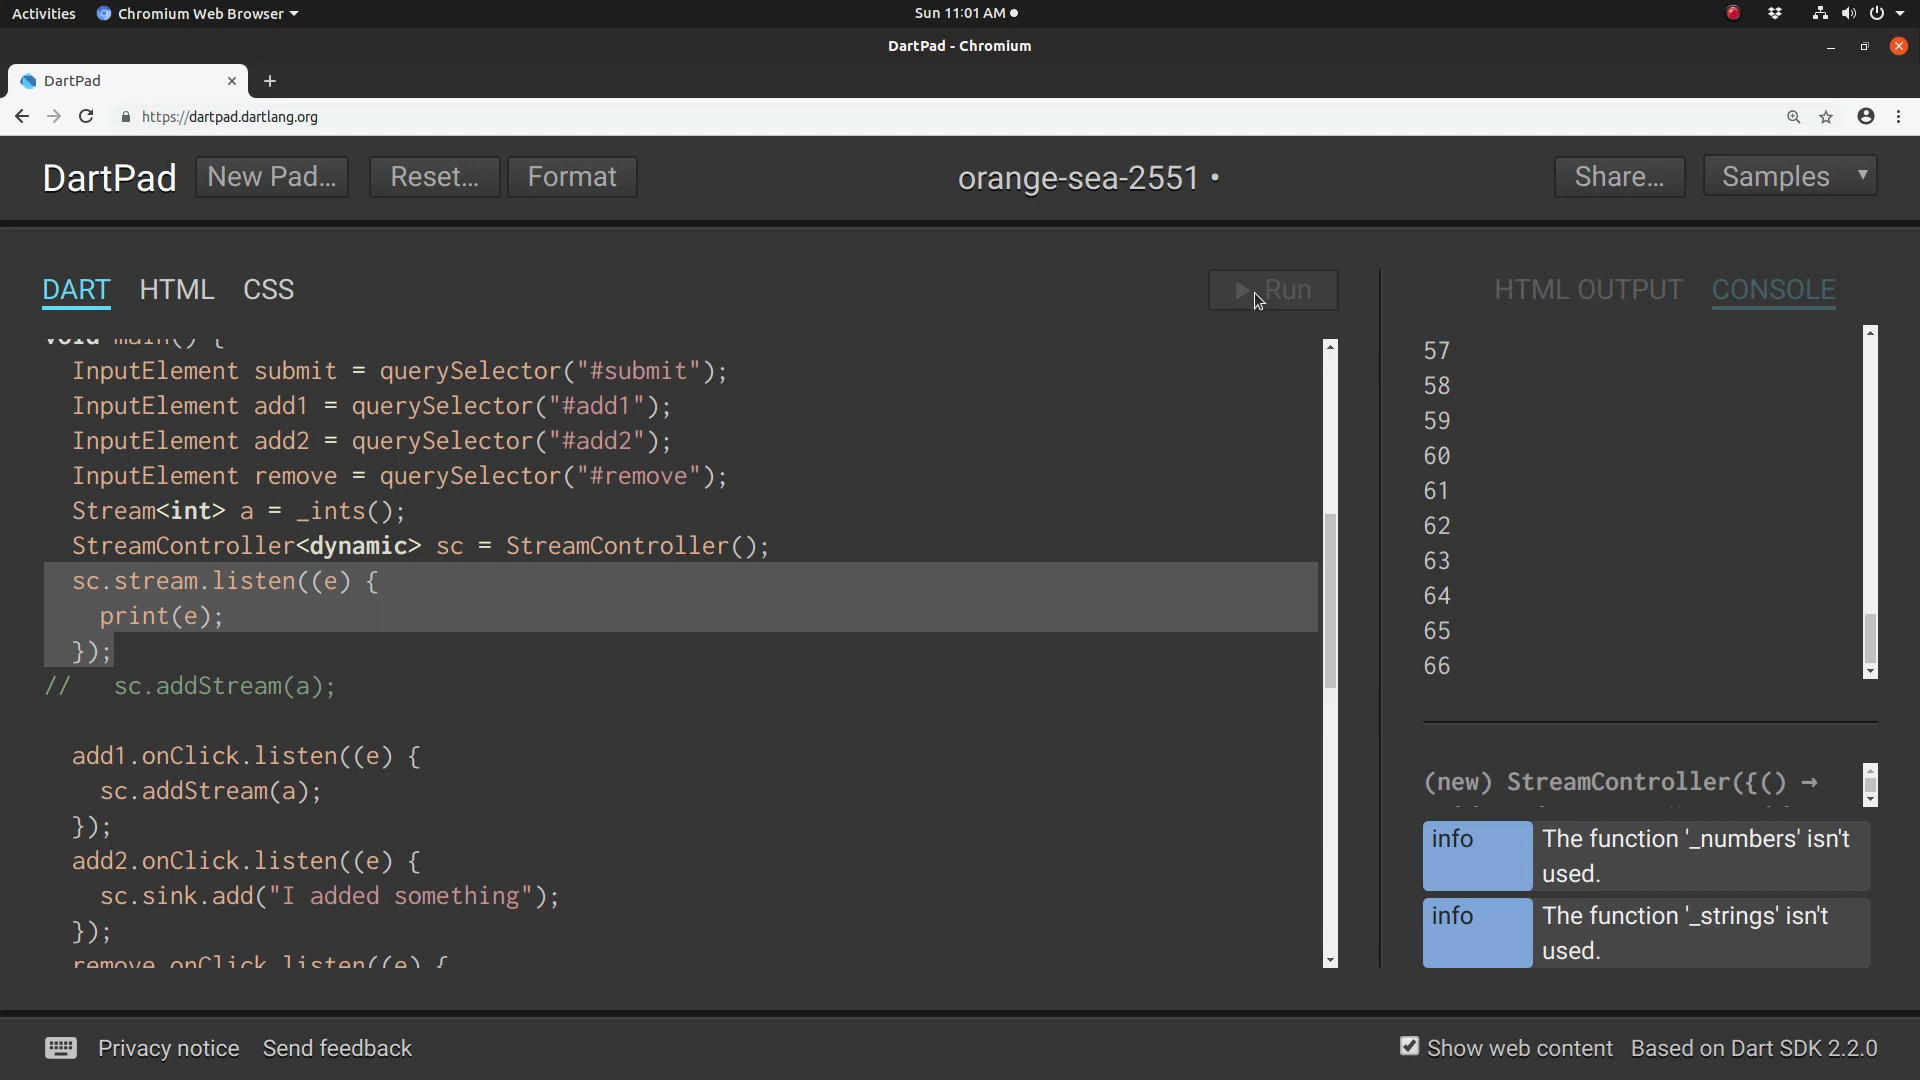 Activities
Chromium Web Browser
Sun 11:01 AM
DartPad - Chromium
DartPad
https://dartpad.dartlang.org
DartPad
New Pad...
Reset...
Format
orange-sea-2551 •
Share...
Samples
DART
HTML
CSS
Run
HTML OUTPUT
CONSOLE
void main() {
InputElement submit = querySelector("#submit");
InputElement add1 = querySelector("#add1");
InputElement add2 = querySelector("#add2");
InputElement remove = querySelector("#remove");
Stream<int> a = _ints();
StreamController<dynamic> sc = StreamController();
sc.stream.listen((e) {
print(e);
});
// sc.addStream(a);
add1.onClick.listen((e) {
sc.addStream(a);
});
add2.onClick.listen((e) {
sc.sink.add("I added something");
});
remove.onClick.listen((e) {
57
58
59
60
61
62
63
64
65
66
(new) StreamController({() →
info
The function '_numbers' isn't
used.
info
The function '_strings' isn't
used.
Privacy notice
Send feedback
Show web content
Based on Dart SDK 2.2.0